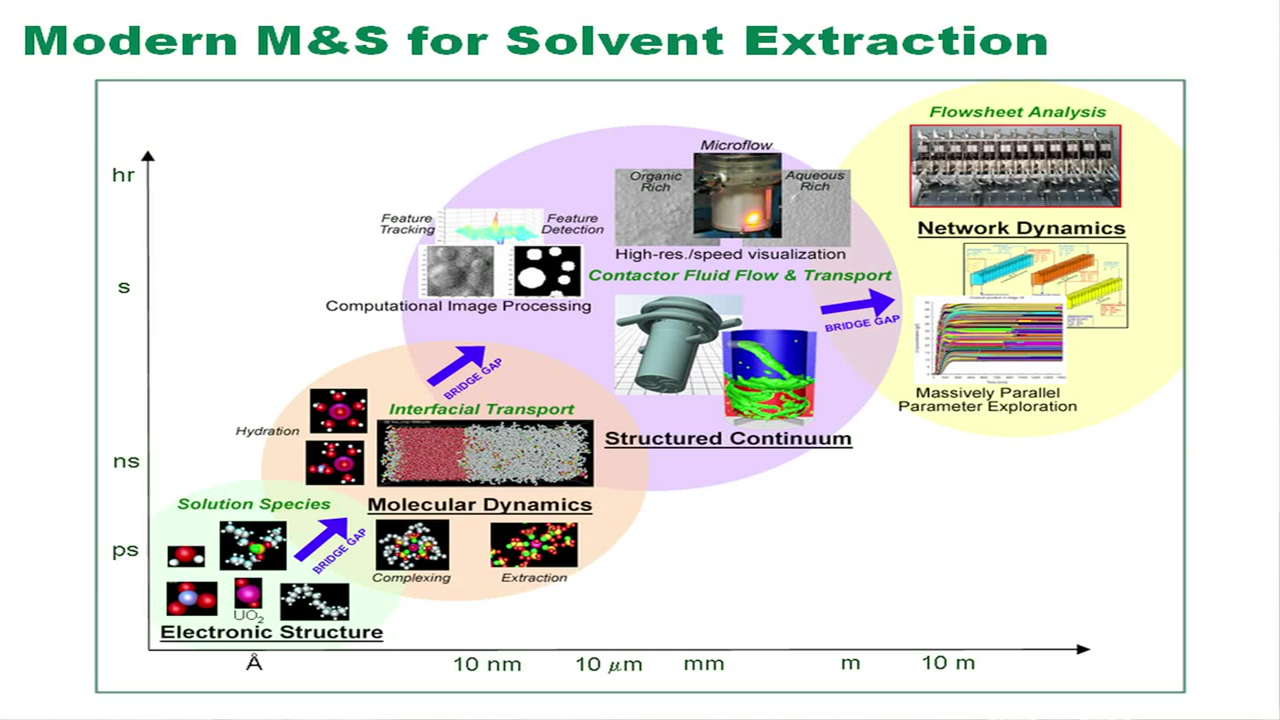 Modern M&S for Solvent Extraction
Flowsheet Analysis
Network Dynamics
Massively Parallel
Parameter Exploration
Microflow
Organic
Rich
Aqueous
Rich
High-res./speed visualization
Contactor Fluid Flow & Transport
BRIDGE GAP
Structured Continuum
Feature
Tracking
Feature
Detection
Computational Image Processing
BRIDGE GAP
Interfacial Transport
Hydration
Molecular Dynamics
Complexing
Extraction
Solution Species
BRIDGE GAP
UO2
Electronic Structure
hr
s
ns
ps
Å
10 nm
10 μm
mm
m
10 m